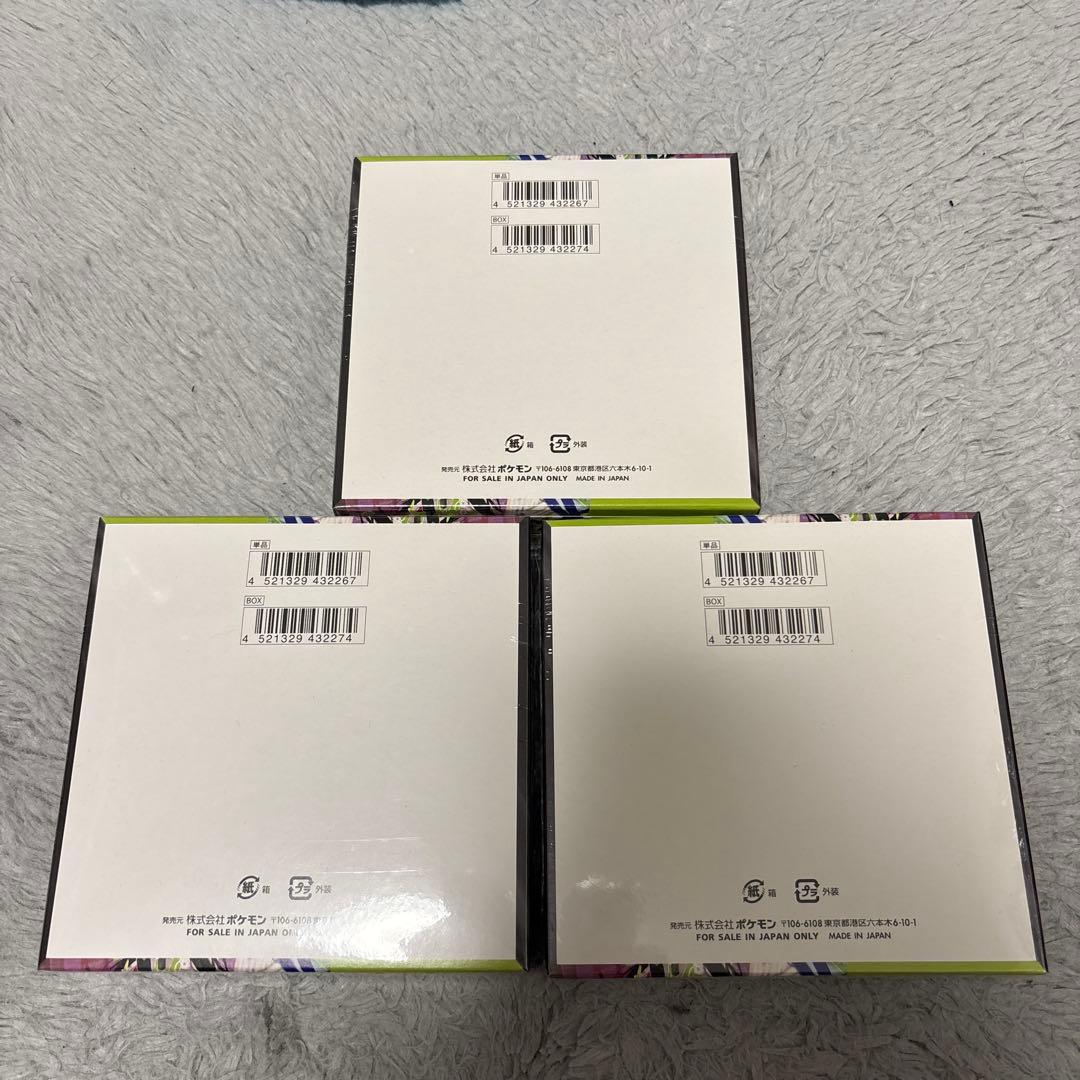 単品
4 521329 432267
BOX
4 521329 432274
紙 箱 プラ 外装
発売元 株式会社ポケモン 〒106-6108 東京都港区六本木6-10-1
FOR SALE IN JAPAN ONLY MADE IN JAPAN
単品
4 521329 432267
BOX
4 521329 432274
紙 箱 プラ 外装
発売元 株式会社ポケモン 〒106-6108
FOR SALE IN JAPAN
単品
4 521329 432267
BOX
4 521329 432274
紙 箱 プラ 外装
発売元 株式会社ポケモン 〒106-6108 東京都港区六本木6-10-1
FOR SALE IN JAPAN ONLY MADE IN JAPAN